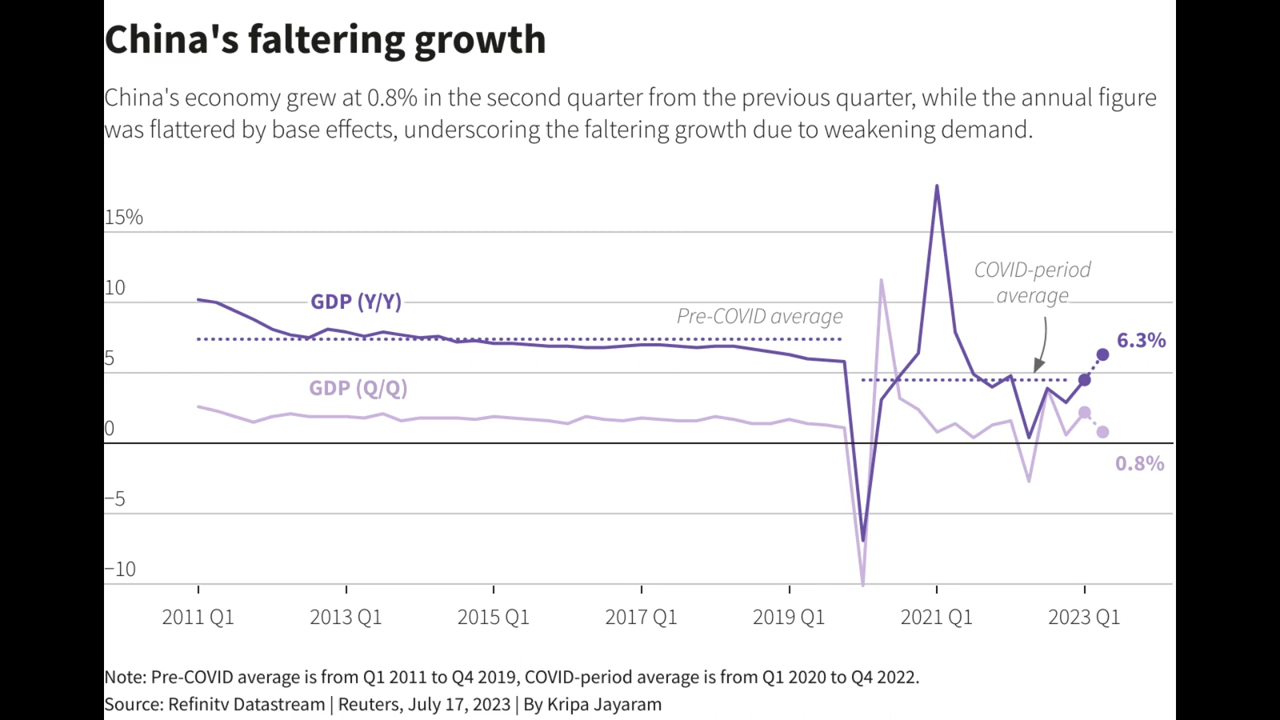 China's faltering growth
China's economy grew at 0.8% in the second quarter from the previous quarter, while the annual figure
was flattered by base effects, underscoring the faltering growth due to weakening demand.
15%
10
5
0
−5
−10
GDP (Y/Y)
GDP (Q/Q)
Pre-COVID average
COVID-period
average
6.3%
0.8%
2011 Q1 2013 Q1 2015 Q1 2017 Q1 2019 Q1 2021 Q1 2023 Q1
Note: Pre-COVID average is from Q1 2011 to Q4 2019, COVID-period average is from Q1 2020 to Q4 2022.
Source: Refinitv Datastream | Reuters, July 17, 2023 | By Kripa Jayaram